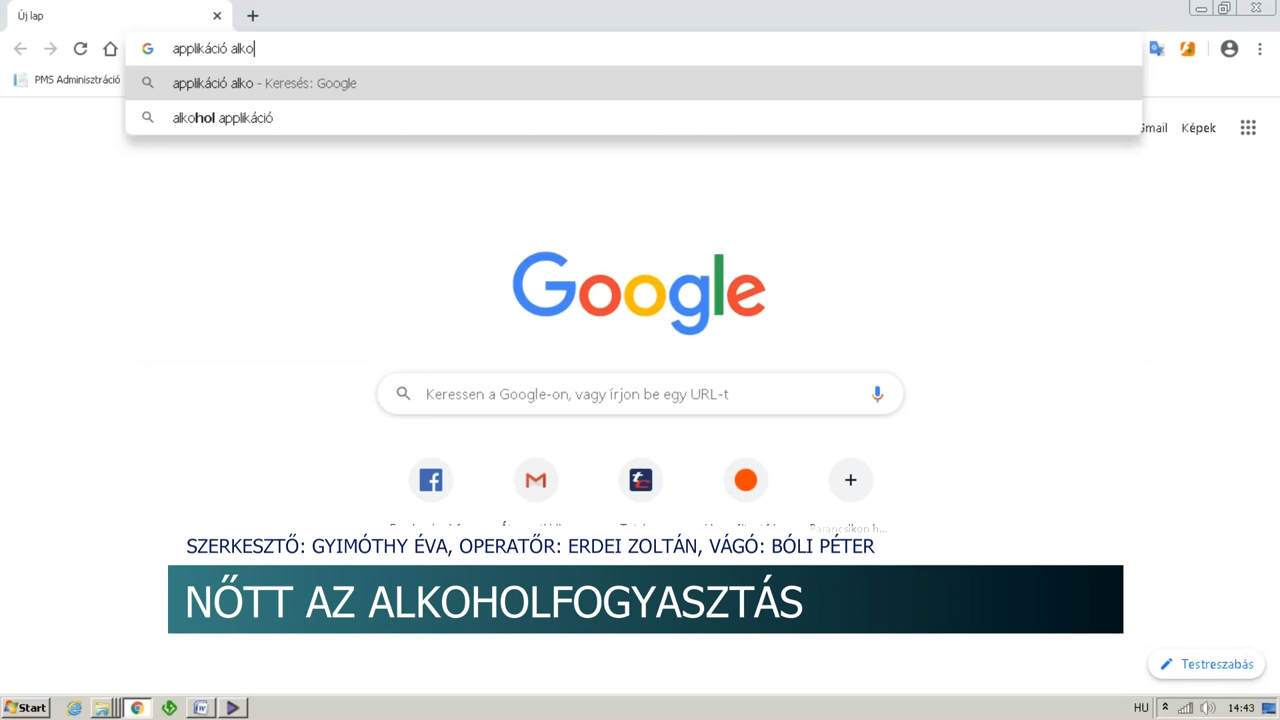 Új lap
applikáció alko
PMS Adminisztráció
applikáció alko - Keresés: Google
alkohol applikáció
Gmail Képek
Google
Keressen a Google-on, vagy írjon be egy URL-t
Parancsikon h...
SZERKESZTŐ: GYIMÓTHY ÉVA, OPERATŐR: ERDEI ZOLTÁN, VÁGÓ: BÓLI PÉTER
NŐTT AZ ALKOHOLFOGYASZTÁS
Testreszabás
Start
HU 14:43